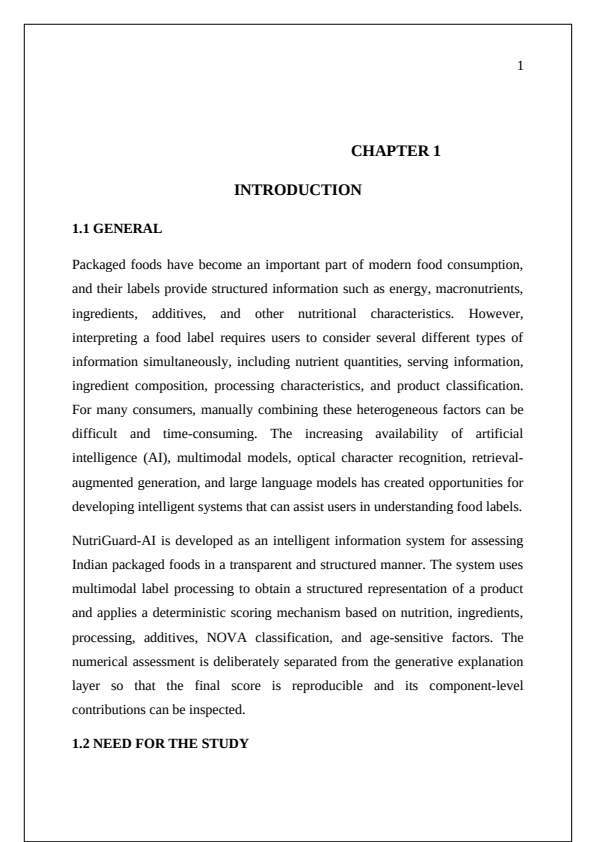 1
CHAPTER 1
INTRODUCTION
1.1 GENERAL
Packaged foods have become an important part of modern food consumption,
and their labels provide structured information such as energy, macronutrients,
ingredients, additives, and other nutritional characteristics. However,
interpreting a food label requires users to consider several different types of
information simultaneously, including nutrient quantities, serving information,
ingredient composition, processing characteristics, and product classification.
For many consumers, manually combining these heterogeneous factors can be
difficult and time-consuming. The increasing availability of artificial
intelligence (AI), multimodal models, optical character recognition, retrieval-
augmented generation, and large language models has created opportunities for
developing intelligent systems that can assist users in understanding food labels.
NutriGuard-AI is developed as an intelligent information system for assessing
Indian packaged foods in a transparent and structured manner. The system uses
multimodal label processing to obtain a structured representation of a product
and applies a deterministic scoring mechanism based on nutrition, ingredients,
processing, additives, NOVA classification, and age-sensitive factors. The
numerical assessment is deliberately separated from the generative explanation
layer so that the final score is reproducible and its component-level
contributions can be inspected.
1.2 NEED FOR THE STUDY